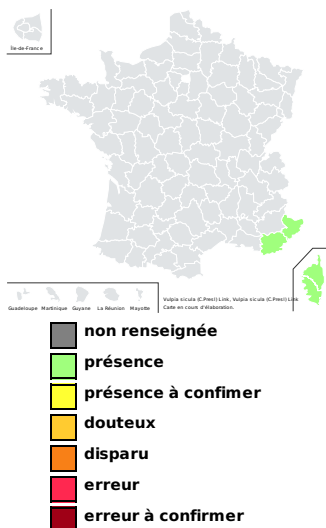 Île-de-France
Guadeloupe Martinique Guyane La Réunion Mayotte
Vulpia sicula (C.Presl) Link, Vulpia sicula (C.Presl) Link
Carte en cours d'élaboration.
non renseignée
présence
présence à confimer
douteux
disparu
erreur
erreur à confirmer